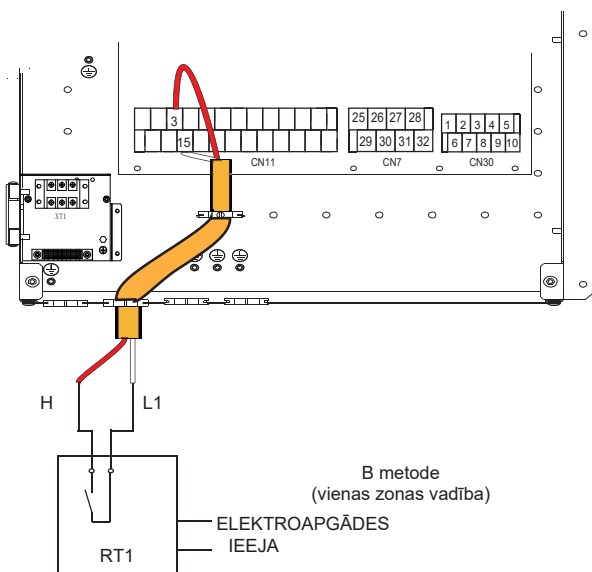 3
25 26 27 28
1 2 3 4 5
15
29 30 31 32
6 7 8 9 10
CN11
CN7
CN30
XT1
H
L1
B metode
(vienas zonas vadība)
ELEKTROAPGĀDES
IEEJA
RT1